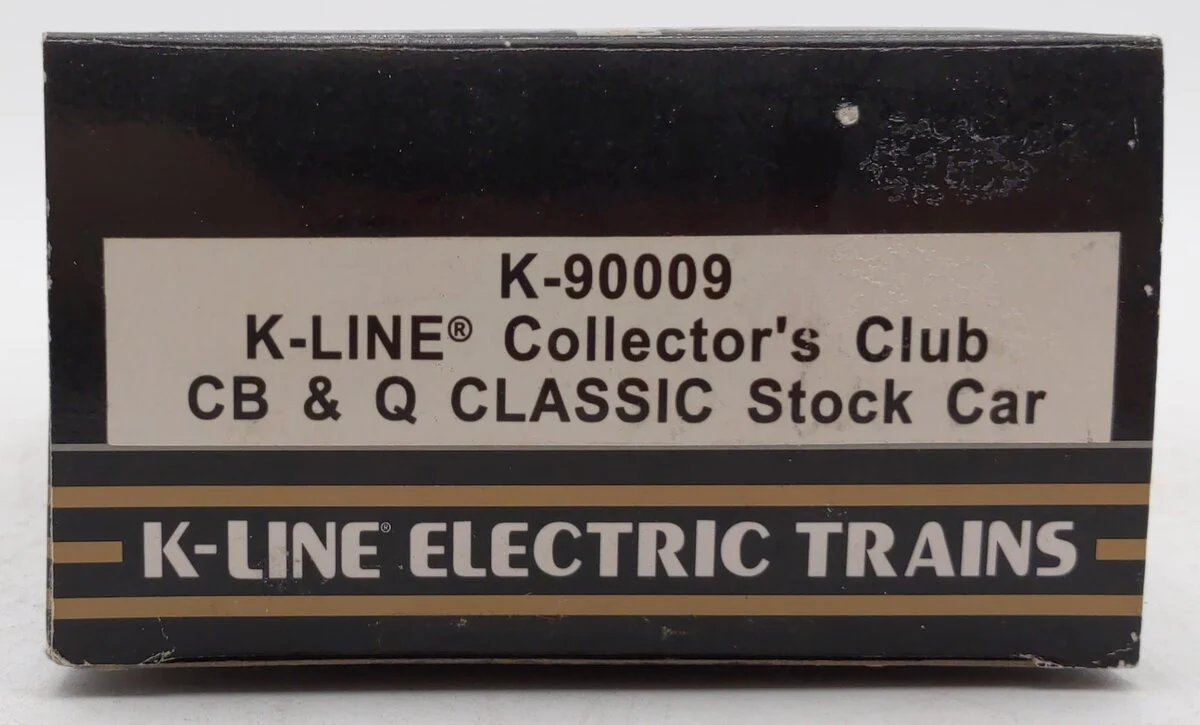 K-90009
K-LINE® Collector's Club
CB & Q CLASSIC Stock Car
K-LINE® ELECTRIC TRAINS